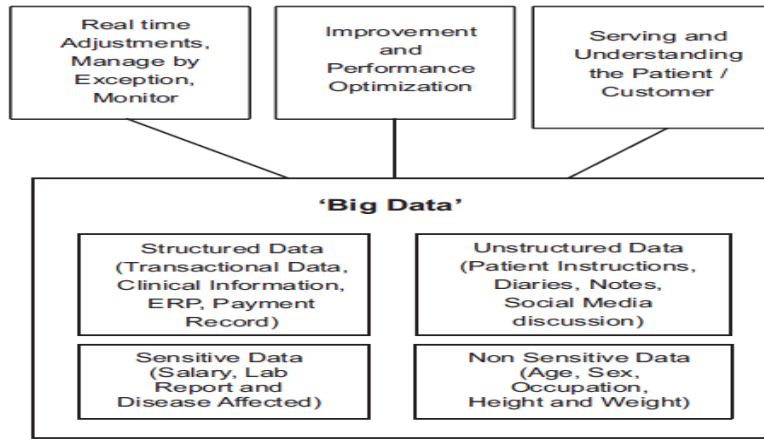 Real time
Adjustments,
Manage by
Exception,
Monitor
Improvement
and
Performance
Optimization
Serving and
Understanding
the Patient /
Customer
‘Big Data’
Structured Data
(Transactional Data,
Clinical Information,
ERP, Payment
Record)
Unstructured Data
(Patient Instructions,
Diaries, Notes,
Social Media
discussion)
Sensitive Data
(Salary, Lab
Report and
Disease Affected)
Non Sensitive Data
(Age, Sex,
Occupation,
Height and Weight)